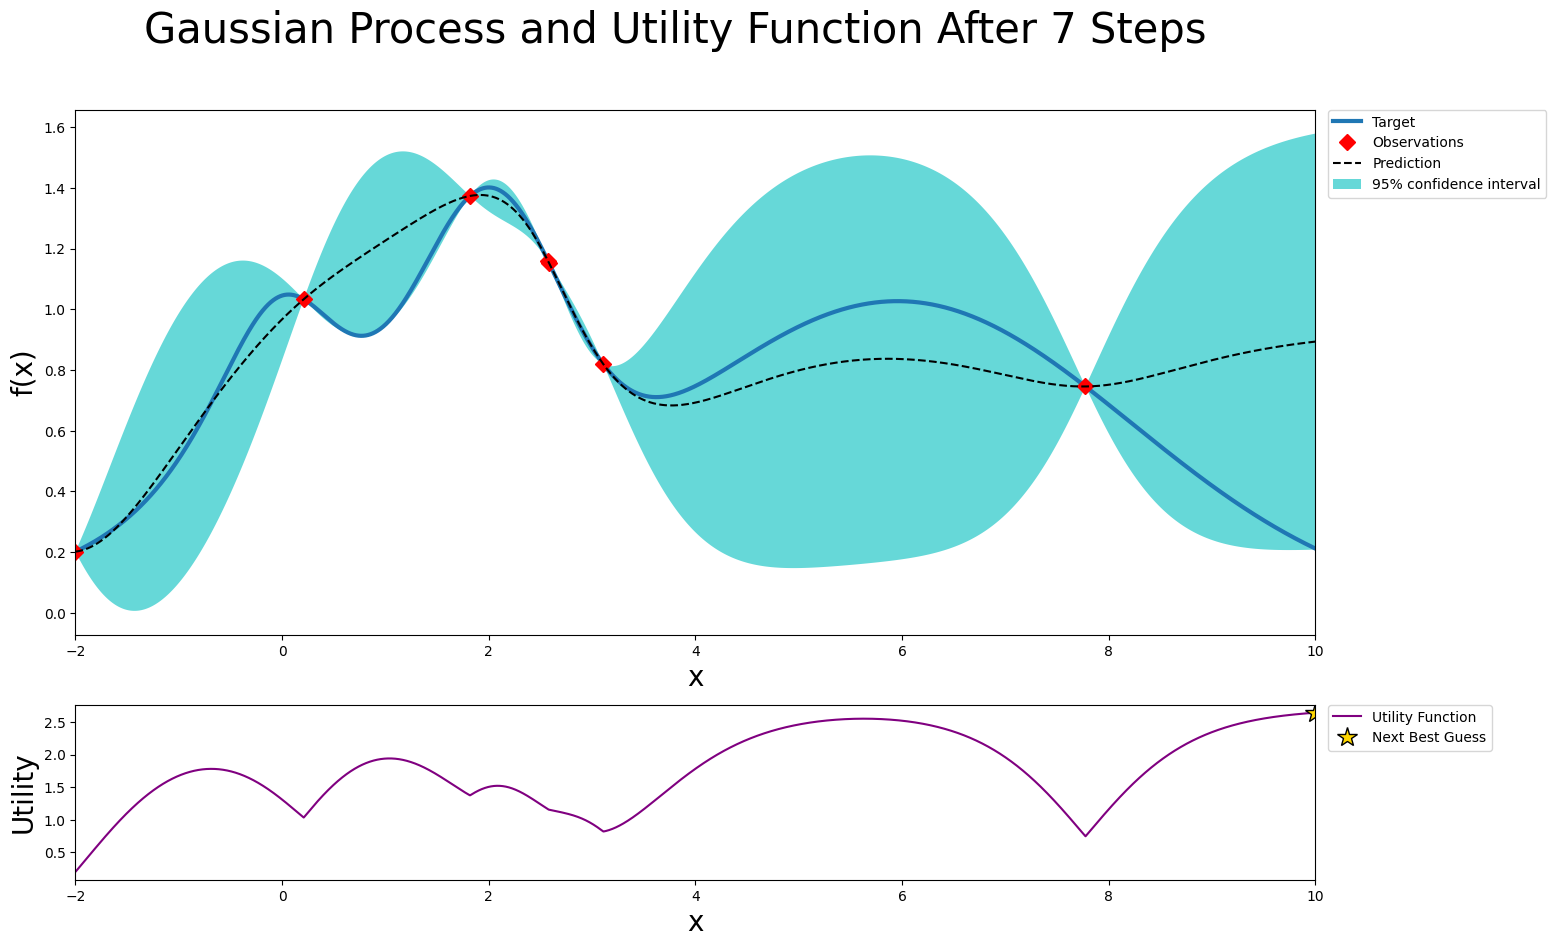 Gaussian Process and Utility Function After 7 Steps
1.6
1.4
1.2
1.0
0.8
0.6
0.4
0.2
0.0
f(x)
−2 0 2 4 6 8 10
x
Target
Observations
Prediction
95% confidence interval
2.5
2.0
1.5
1.0
0.5
Utility
−2 0 2 4 6 8 10
x
Utility Function
Next Best Guess